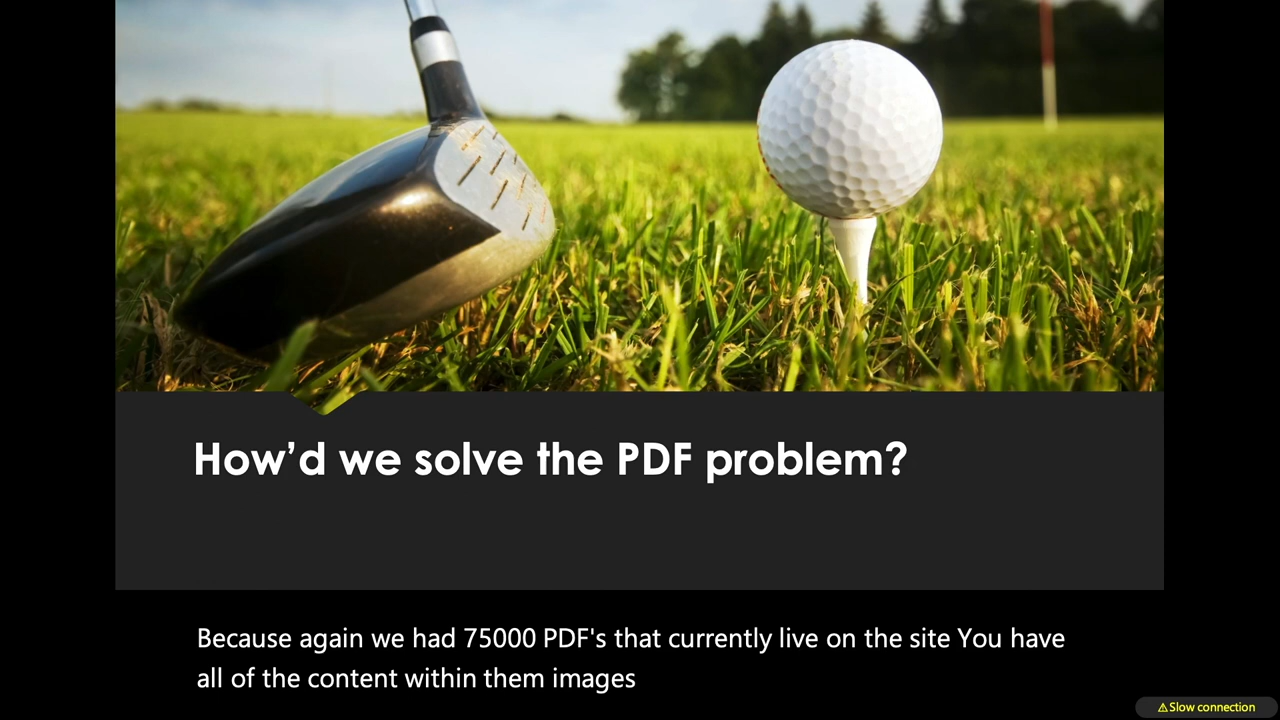 How’d we solve the PDF problem?
Because again we had 75000 PDF's that currently live on the site You have
all of the content within them images
⚠Slow connection